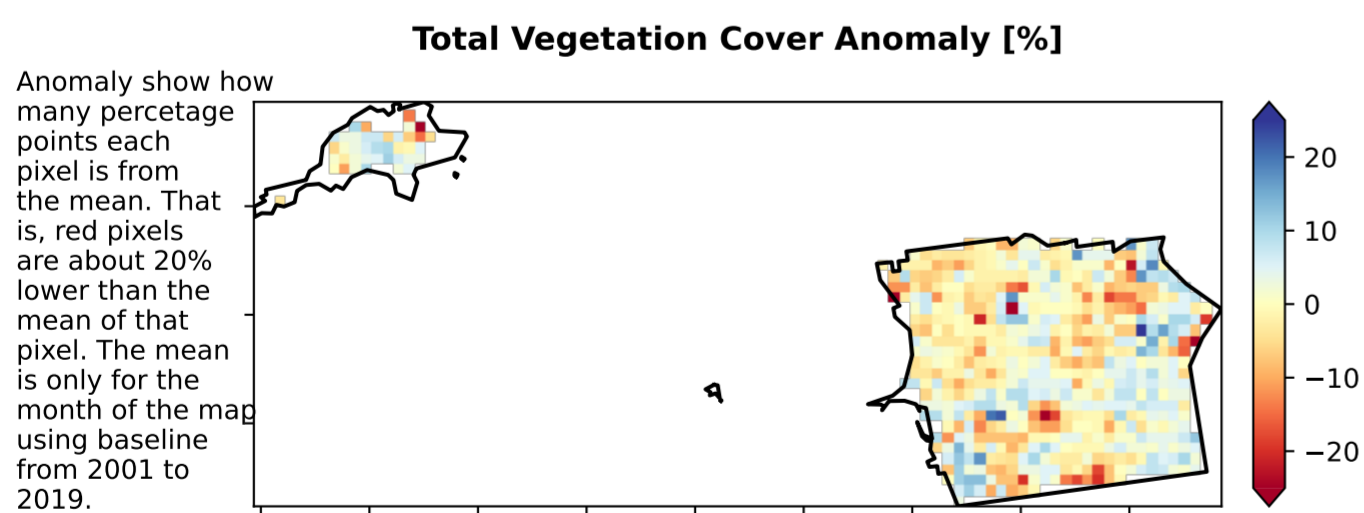 Total Vegetation Cover Anomaly [%]
Anomaly show how
many percetage
points each
pixel is from
the mean. That
is, red pixels
are about 20%
lower than the
mean of that
pixel. The mean
is only for the
month of the map
using baseline
from 2001 to
2019.
20
10
0
−10
−20